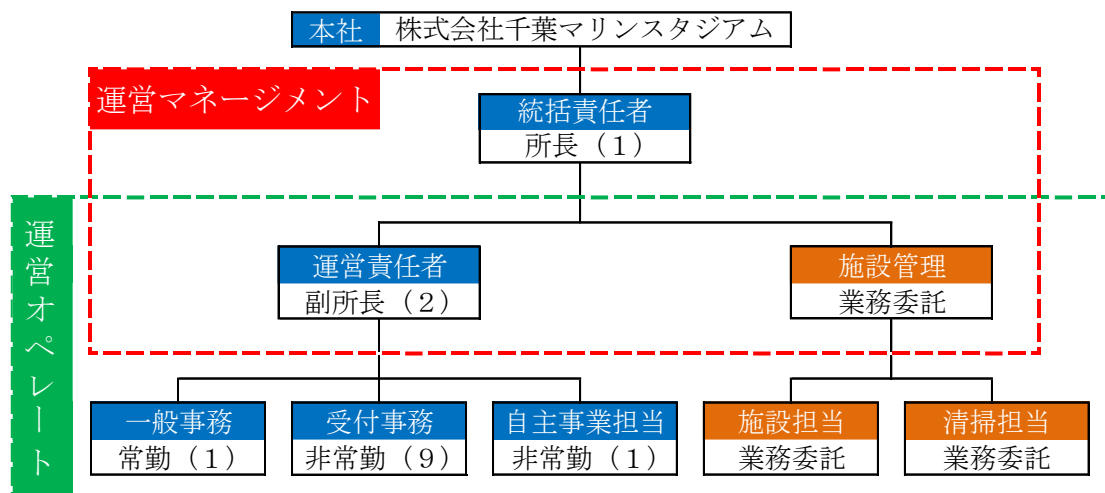 本社 株式会社千葉マリンスタジアム
運営マネージメント
統括責任者
所長（１）
運営オペレート
運営責任者
副所長（２）
施設管理
業務委託
一般事務
常勤（１）
受付事務
非常勤（９）
自主事業担当
非常勤（１）
施設担当
業務委託
清掃担当
業務委託